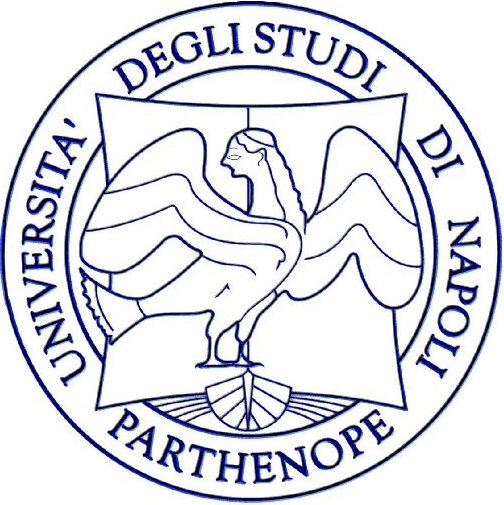 UNIVERSITA' DEGLI STUDI DI NAPOLI
PARTHENOPE